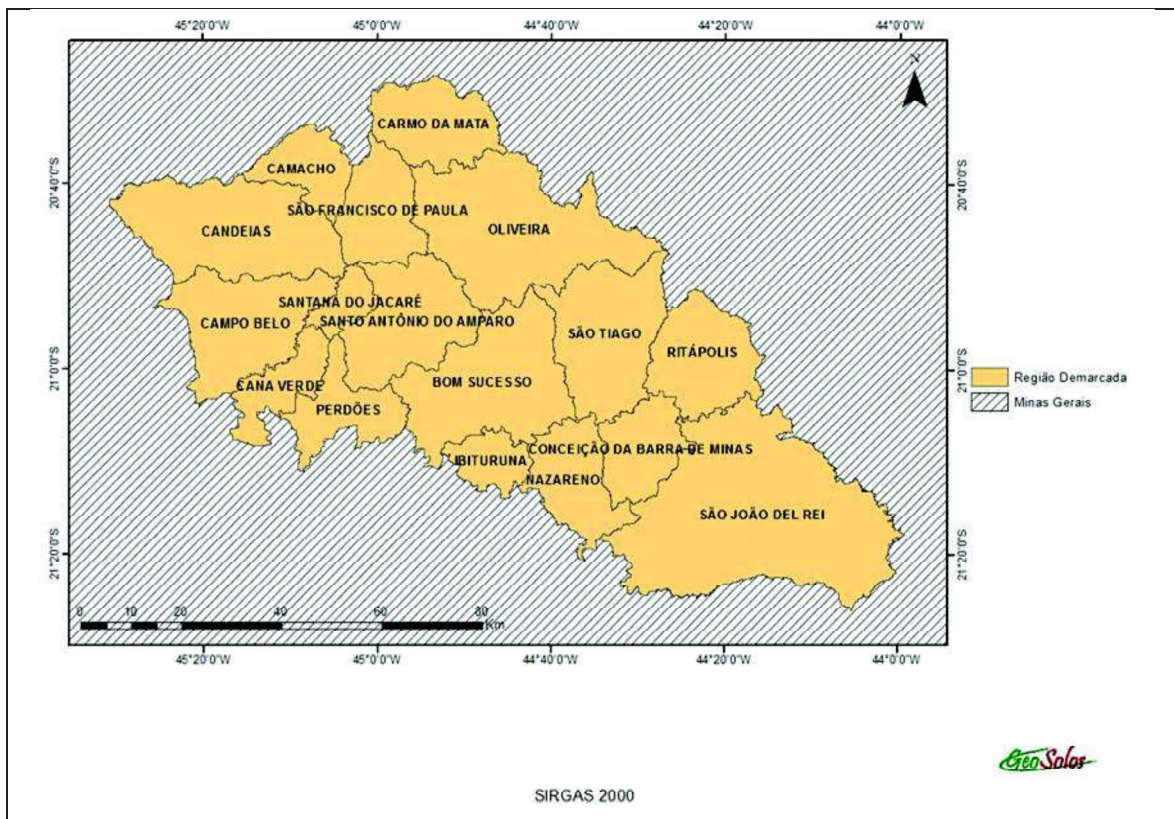 45°20'0"W 45°0'0"W 44°40'0"W 44°20'0"W 44°0'0"W
N
CARMO DA MATA
CAMACHO
20°40'0"S 20°40'0"S
SÃO FRANCISCO DE PAULA
CANDEIAS
OLIVEIRA
SANTANA DO JACARÉ
CAMPO BELO
SANTO ANTÔNIO DO AMPARO
SÃO TIAGO
RITÁPOLIS
21°0'0"S 21°0'0"S
Região Demarcada
CANA VERDE
BOM SUCESSO
Minas Gerais
PERDÕES
CONCEIÇÃO DA BARRA DE MINAS
IBITURUNA
NAZARENO
SÃO JOÃO DEL REI
21°20'0"S 21°20'0"S
0 10 20 40 60 80
Km
45°20'0"W 45°0'0"W 44°40'0"W 44°20'0"W 44°0'0"W
GeoSolos
SIRGAS 2000